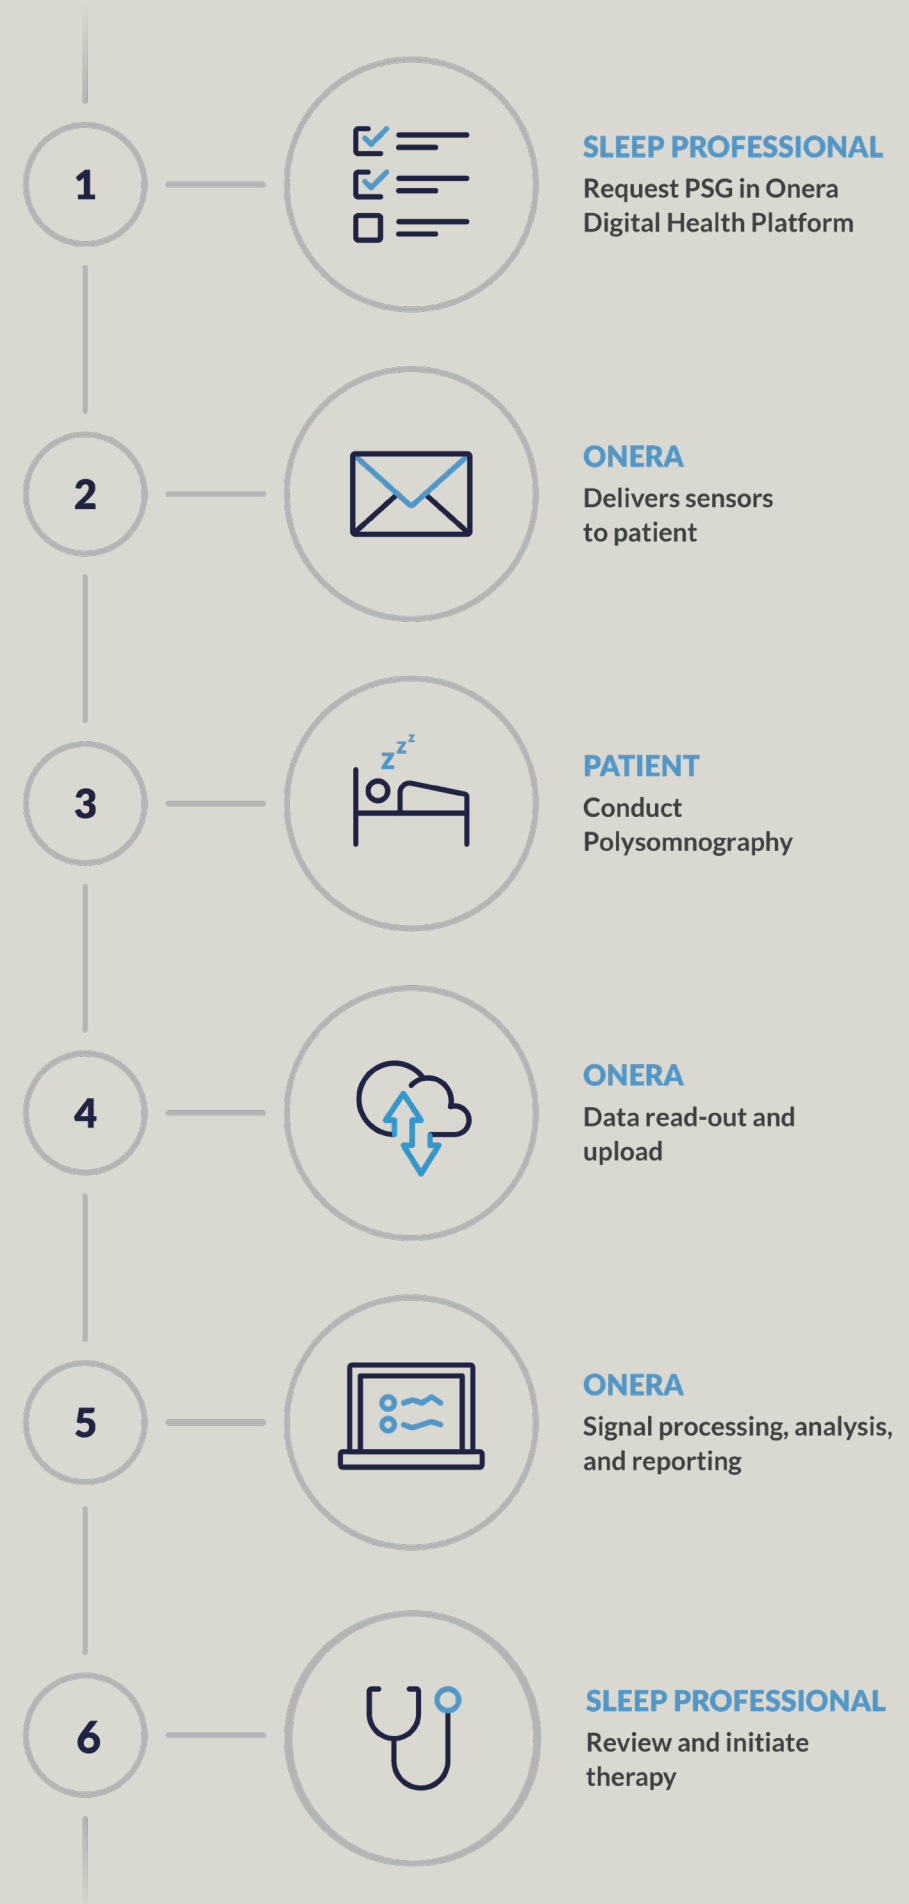 1
SLEEP PROFESSIONAL
Request PSG in Onera
Digital Health Platform
2
ONERA
Delivers sensors
to patient
3
z z z
PATIENT
Conduct
Polysomnography
4
ONERA
Data read-out and
upload
5
ONERA
Signal processing, analysis,
and reporting
6
SLEEP PROFESSIONAL
Review and initiate
therapy